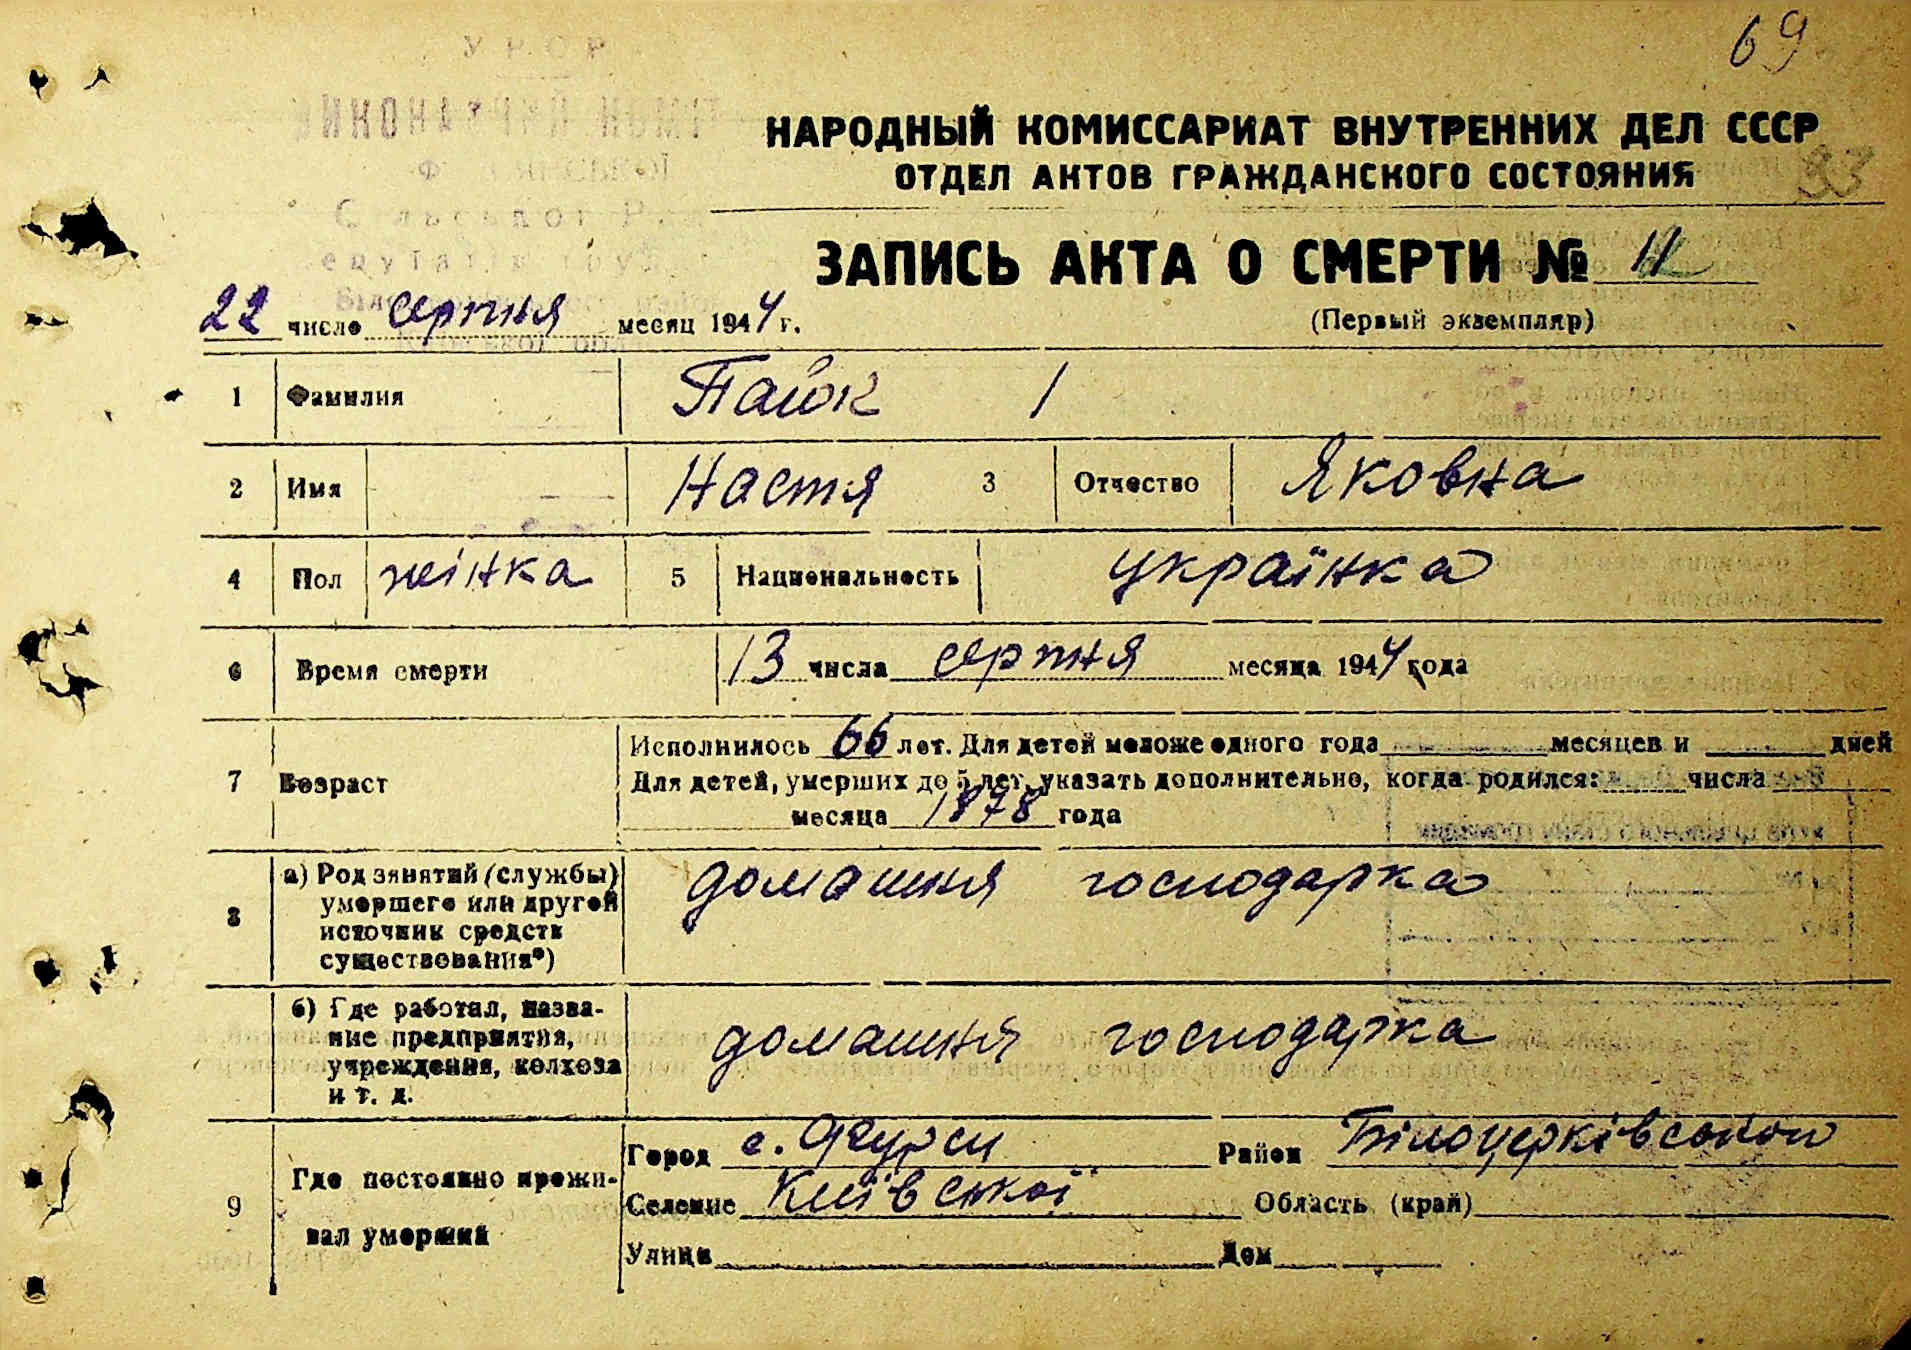 69
НАРОДНЫЙ КОМИССАРИАТ ВНУТРЕННИХ ДЕЛ СССР
ОТДЕЛ АКТОВ ГРАЖДАНСКОГО СОСТОЯНИЯ 93
ЗАПИСЬ АКТА О СМЕРТИ № 11
22 число серпня месяц 1944 г. (Первый экземпляр)
1 Фамилия
2 Имя Настя 3 Отчество Яковна
4 Пол жінка 5 Национальность українка
6 Время смерти 13 числа серпня месяца 1944 года
7 Возраст Исполнилось 66 лет. Для детей моложе одного года месяцев и дней
Для детей, умерших до 5 лет, указать дополнительно, когда родился: числа
месяца 1878 года
8 а) Род занятий (службы) умершего или другой источник средств существования*) домашня господарка
б) Где работал, название предприятия, учреждения, колхоза и т. д. домашня господарка
9 Где постоянно проживал умерший Город с. Фурси Район Білоцерківської
Селение Київської Область (край)
Улица Дом